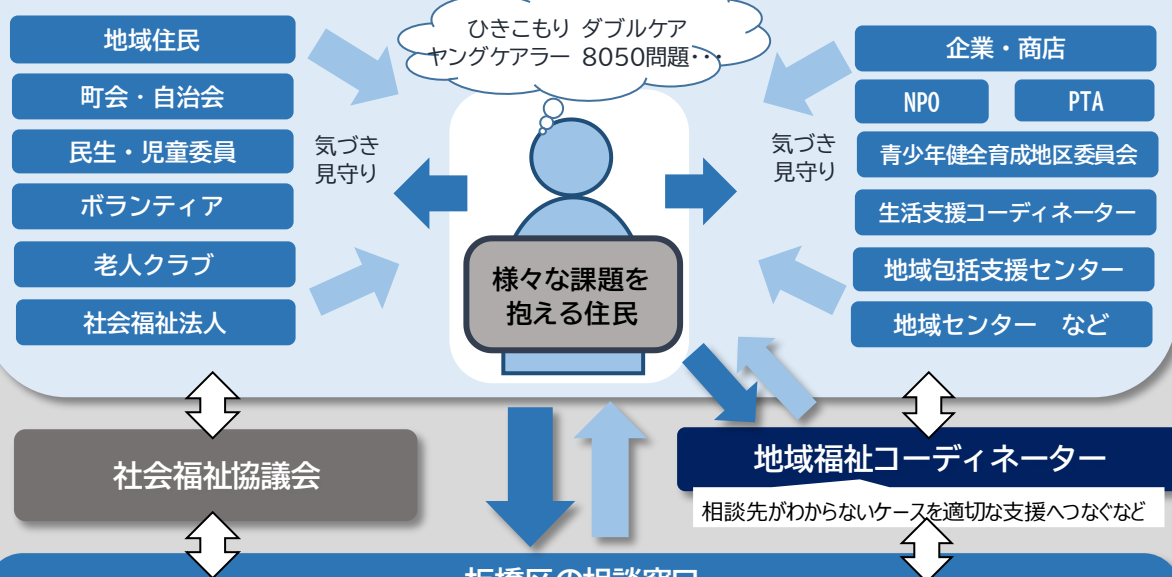 ひきこもり ダブルケア
ヤングケアラー 8050問題・・・
地域住民
町会・自治会
民生・児童委員
ボランティア
老人クラブ
社会福祉法人
気づき
見守り
様々な課題を
抱える住民
気づき
見守り
企業・商店
NPO
PTA
青少年健全育成地区委員会
生活支援コーディネーター
地域包括支援センター
地域センター など
社会福祉協議会
地域福祉コーディネーター
相談先がわからないケースを適切な支援へつなぐなど
板橋区の相談窓口